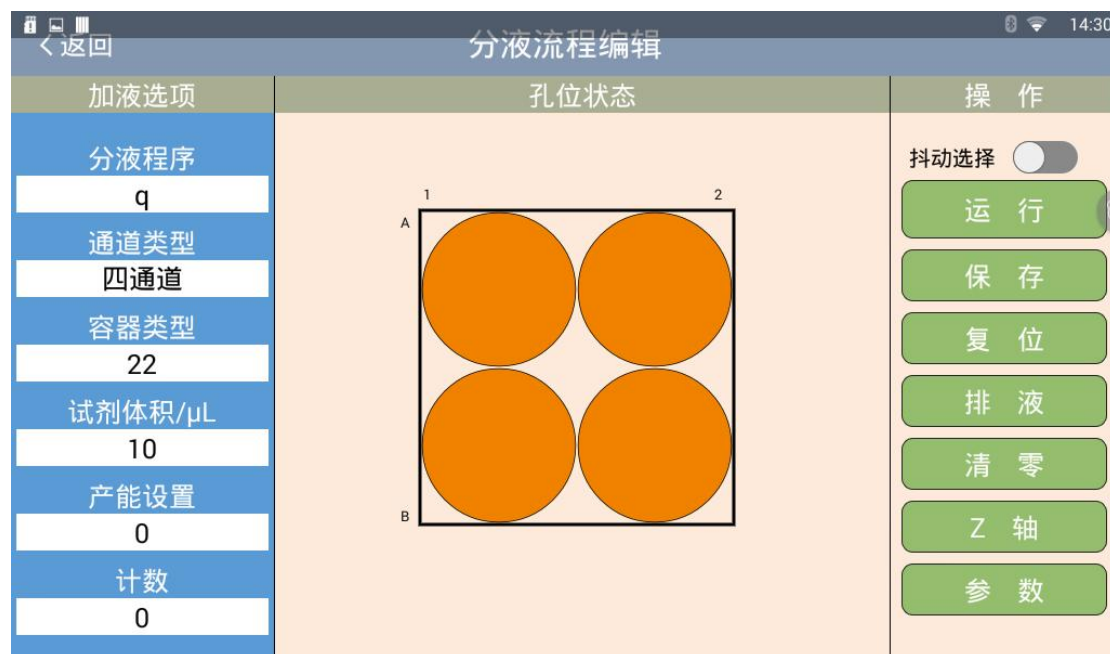 14:30
返回
分液流程编辑
加液选项
孔位状态
操 作
分液程序
q
通道类型
四通道
容器类型
22
试剂体积/μL
10
产能设置
0
计数
0
1
2
A
B
抖动选择
运 行
保 存
复 位
排 液
清 零
Z 轴
参 数